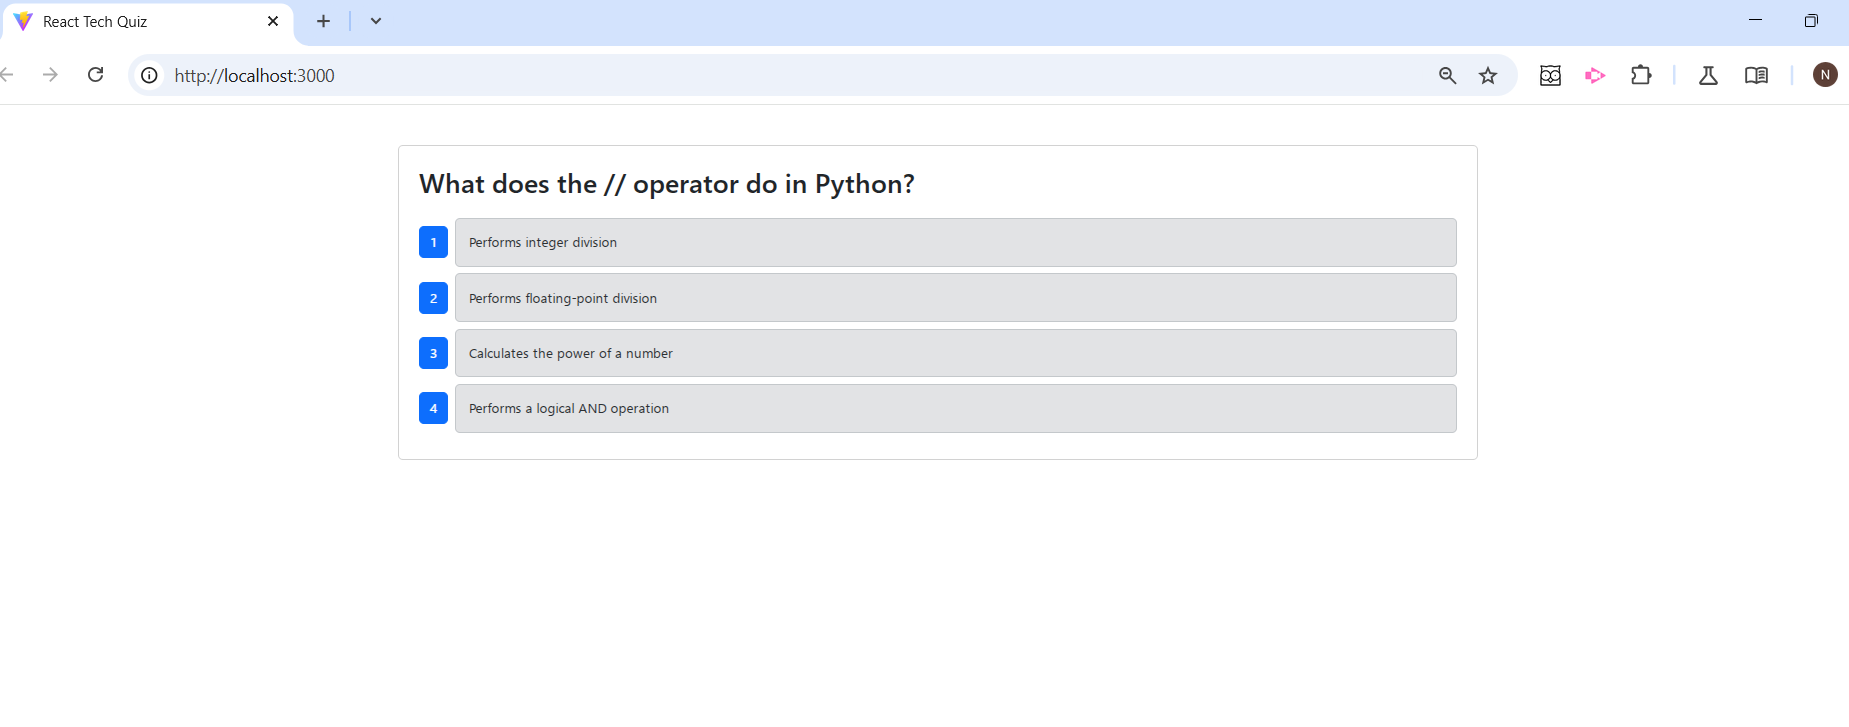 React Tech Quiz
http://localhost:3000
N
What does the // operator do in Python?
1 Performs integer division
2 Performs floating-point division
3 Calculates the power of a number
4 Performs a logical AND operation